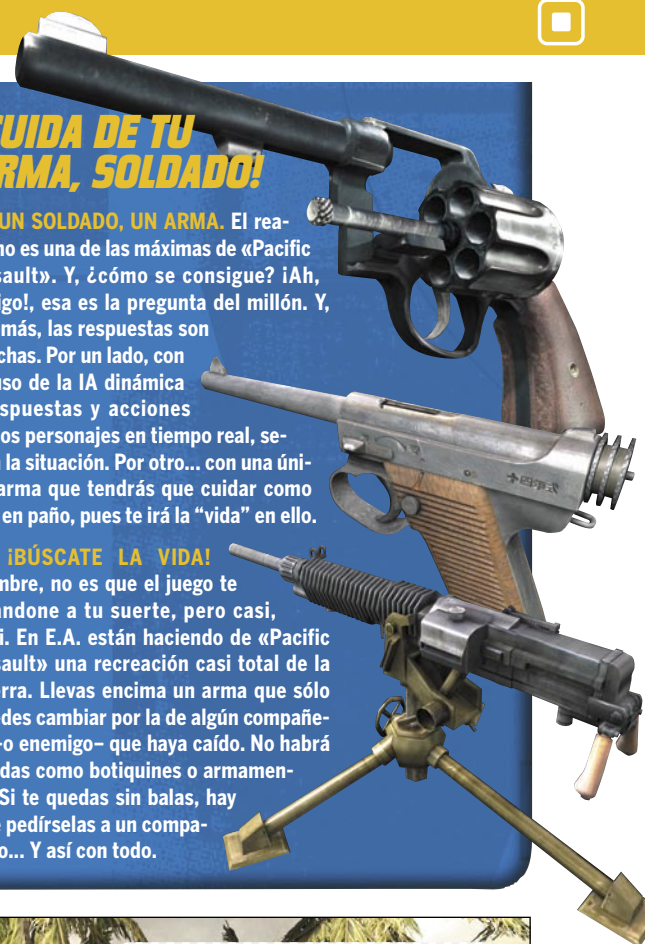 CUIDA DE TU
RMA, SOLDADO!
UN SOLDADO, UN ARMA. El rea-
mo es una de las máximas de «Pacific
sault». Y, ¿cómo se consigue? ¡Ah,
igo!, esa es la pregunta del millón. Y,
más, las respuestas son
chas. Por un lado, con
uso de la IA dinámica
spuestas y acciones
os personajes en tiempo real, se-
n la situación. Por otro... con una úni-
arma que tendrás que cuidar como
en paño, pues te irá la “vida” en ello.
¡BÚSCATE LA VIDA!
mbre, no es que el juego te
andone a tu suerte, pero casi,
i. En E.A. están haciendo de «Pacific
sault» una recreación casi total de la
erra. Llevas encima un arma que sólo
edes cambiar por la de algún compañe-
-o enemigo– que haya caído. No habrá
das como botiquines o armamen-
Si te quedas sin balas, hay
e pedírselas a un compa-
o... Y así con todo.
十四年式